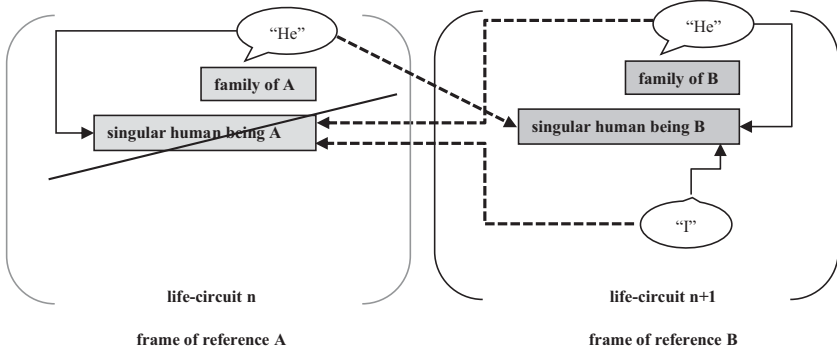 “He”
family of A
singular human being A
life-circuit n
frame of reference A
“He”
family of B
singular human being B
“I”
life-circuit n+1
frame of reference B